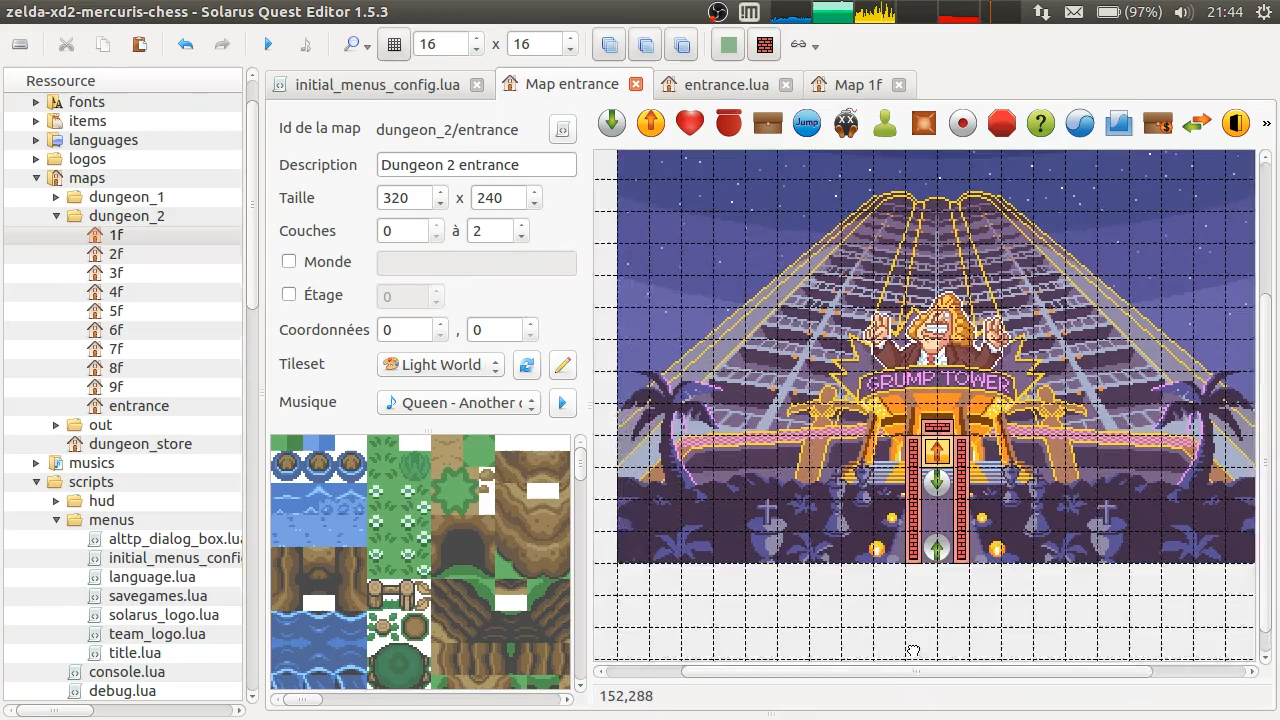 zelda-xd2-mercuris-chess - Solarus Quest Editor 1.5.3
(97%)
21:44
16 x 16
Ressource
fonts
items
languages
logos
maps
dungeon_1
dungeon_2
1f
2f
3f
4f
5f
6f
7f
8f
9f
entrance
out
dungeon_store
musics
scripts
hud
menus
alttp_dialog_box.lua
initial_menus_confi
language.lua
savegames.lua
solarus_logo.lua
team_logo.lua
title.lua
console.lua
debug.lua
initial_menus_config.lua
Map entrance
entrance.lua
Map 1f
Id de la map dungeon_2/entrance
Description Dungeon 2 entrance
Taille 320 x 240
Couches 0 à 2
Monde
Étage 0
Coordonnées 0 , 0
Tileset Light World
Musique Queen - Another
Jump
?
$
»
GRUMP TOWER
152,288